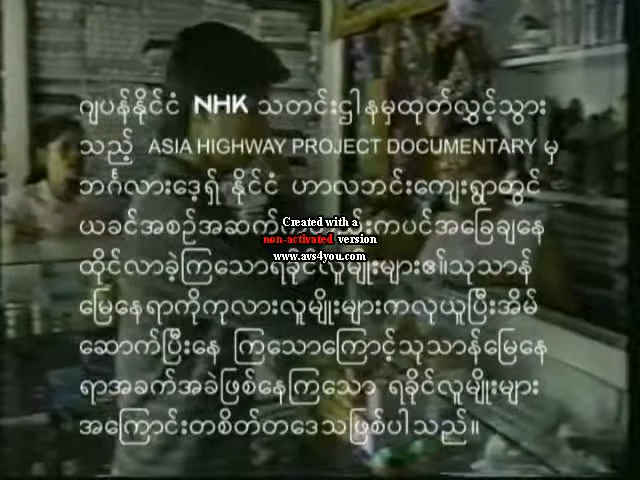 ဂျပန်နိုင်ငံ NHK သတင်းဌါနမှထုတ်လွှင့်သွား
သည့် ASIA HIGHWAY PROJECT DOCUMENTARY မှ
ဘင်္ဂလားဒေ့ရှ် နိုင်ငံ ဟာလဘင်းကျေးရွာတွင်
ယခင်အစဉ်အဆက် ကပင်အခြေချနေ
Created with a
non-activated version
www.avs4you.com
ထိုင်လာခဲ့ကြသောရခိုင်လူမျိုးများ၏သုသာန်
မြေနေရာကိုကုလားလူမျိုးများကလုယူပြီးအိမ်
ဆောက်ပြီးနေ ကြသောကြောင့်သုသာန်မြေနေ
ရာအခက်အခဲဖြစ်နေကြသော ရခိုင်လူမျိုးများ
အကြောင်းတစိတ်တဒေသဖြစ်ပါသည်။